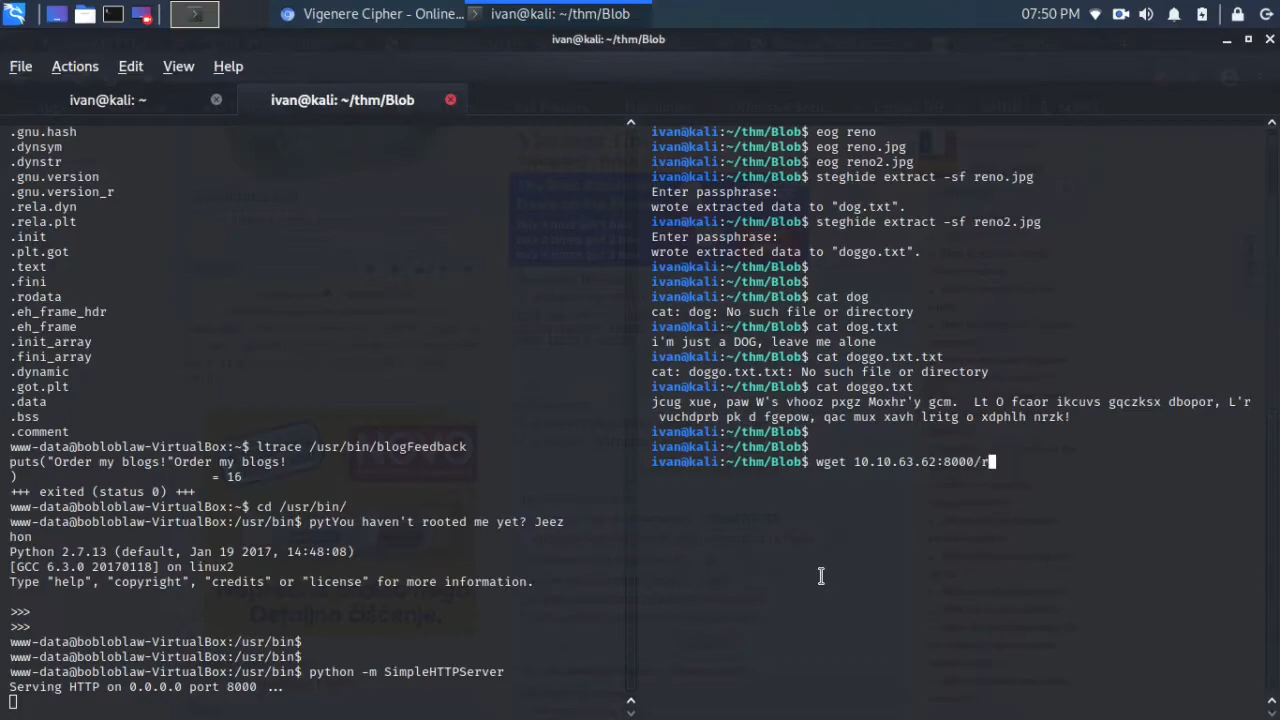 Vigenere Cipher - Online...
ivan@kali: ~/thm/Blob
07:50 PM
ivan@kali: ~/thm/Blob
File Actions Edit View Help
ivan@kali: ~
ivan@kali: ~/thm/Blob
.gnu.hash
.dynsym
.dynstr
.gnu.version
.gnu.version_r
.rela.dyn
.rela.plt
.init
.plt.got
.text
.fini
.rodata
.eh_frame_hdr
.eh_frame
.init_array
.fini_array
.dynamic
.got.plt
.data
.bss
.comment
www-data@bobloblaw-VirtualBox:~$ ltrace /usr/bin/blogFeedback
puts("Order my blogs!"Order my blogs!
) = 16
+++ exited (status 0) +++
www-data@bobloblaw-VirtualBox:~$ cd /usr/bin/
www-data@bobloblaw-VirtualBox:/usr/bin$ pytYou haven't rooted me yet? Jeez
hon
Python 2.7.13 (default, Jan 19 2017, 14:48:08)
[GCC 6.3.0 20170118] on linux2
Type "help", "copyright", "credits" or "license" for more information.
>>>
>>>
www-data@bobloblaw-VirtualBox:/usr/bin$
www-data@bobloblaw-VirtualBox:/usr/bin$
www-data@bobloblaw-VirtualBox:/usr/bin$ python -m SimpleHTTPServer
Serving HTTP on 0.0.0.0 port 8000 ...
ivan@kali:~/thm/Blob$ eog reno
ivan@kali:~/thm/Blob$ eog reno.jpg
ivan@kali:~/thm/Blob$ eog reno2.jpg
ivan@kali:~/thm/Blob$ steghide extract -sf reno.jpg
Enter passphrase:
wrote extracted data to "dog.txt".
ivan@kali:~/thm/Blob$ steghide extract -sf reno2.jpg
Enter passphrase:
wrote extracted data to "doggo.txt".
ivan@kali:~/thm/Blob$
ivan@kali:~/thm/Blob$
ivan@kali:~/thm/Blob$ cat dog
cat: dog: No such file or directory
ivan@kali:~/thm/Blob$ cat dog.txt
i'm just a DOG, leave me alone
ivan@kali:~/thm/Blob$ cat doggo.txt.txt
cat: doggo.txt.txt: No such file or directory
ivan@kali:~/thm/Blob$ cat doggo.txt
jcug xue, paw W's vhooz pxgz Moxhr'y gcm.  Lt O fcaor ikcuvs gqczksx dbopor, L'r
 vuchdprb pk d fgepow, qac mux xavh lritg o xdphlh nrzk!
ivan@kali:~/thm/Blob$
ivan@kali:~/thm/Blob$
ivan@kali:~/thm/Blob$ wget 10.10.63.62:8000/r